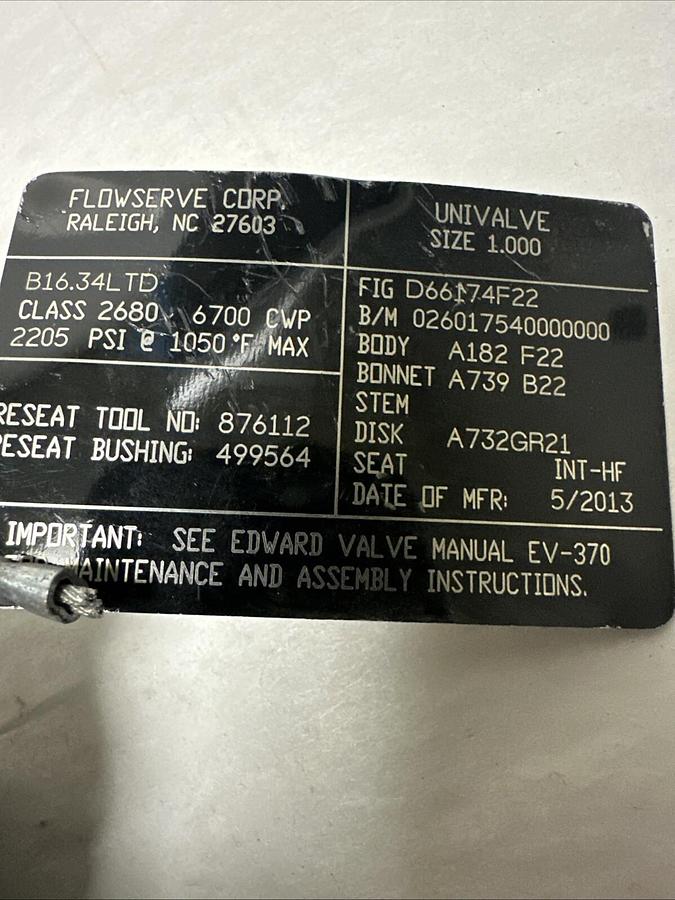 FLOWSERVE CORP.
RALEIGH, NC 27603
UNIVALVE
SIZE 1.000
B16.34LTD
CLASS 2680 6700 CWP
2205 PSI @ 1050°F MAX
RESEAT TOOL NO: 876112
RESEAT BUSHING: 499564
FIG D66174F22
B/M 026017540000000
BODY A182 F22
BONNET A739 B22
STEM
DISK A732GR21
SEAT INT-HF
DATE OF MFR: 5/2013
IMPORTANT: SEE EDWARD VALVE MANUAL EV-370
MAINTENANCE AND ASSEMBLY INSTRUCTIONS.